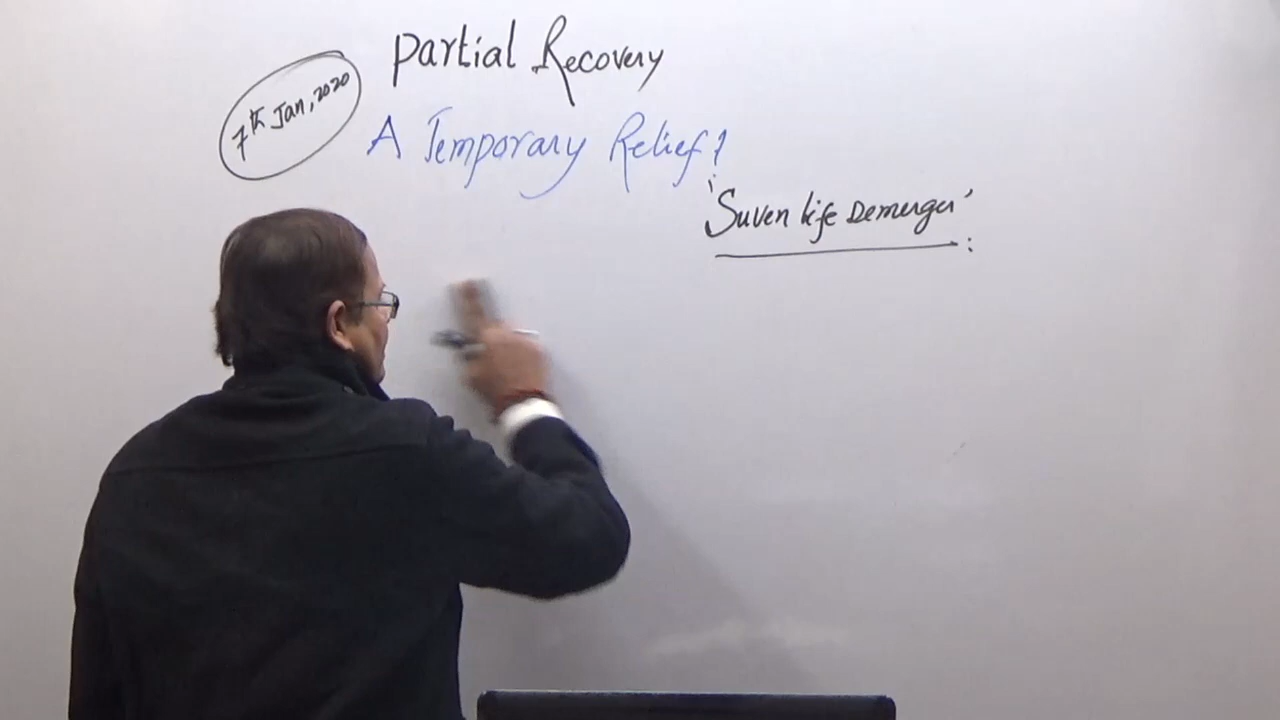 Partial Recovery
7th Jan, 2020
A Temporary Relief?
'Suven life Demerger'
: